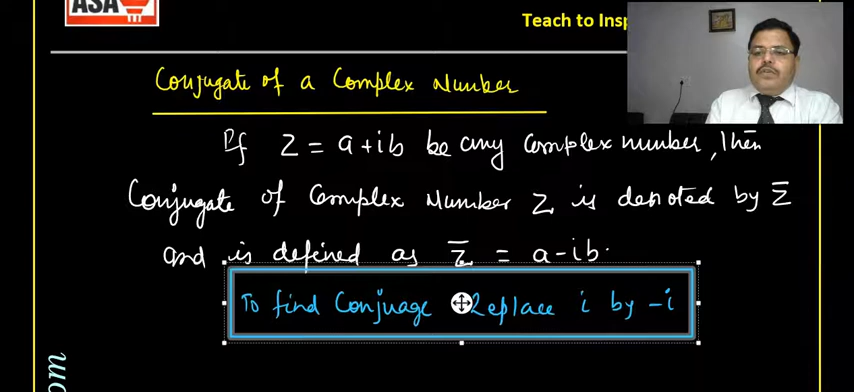 ASA
Teach to Insp
Conjugate of a Complex Number
If Z = a+ib be any complex number, then
Conjugate of Complex Number Z is denoted by z̅
and is defined as z̅ = a-ib.
To find Conjuage Replace i by -i
om